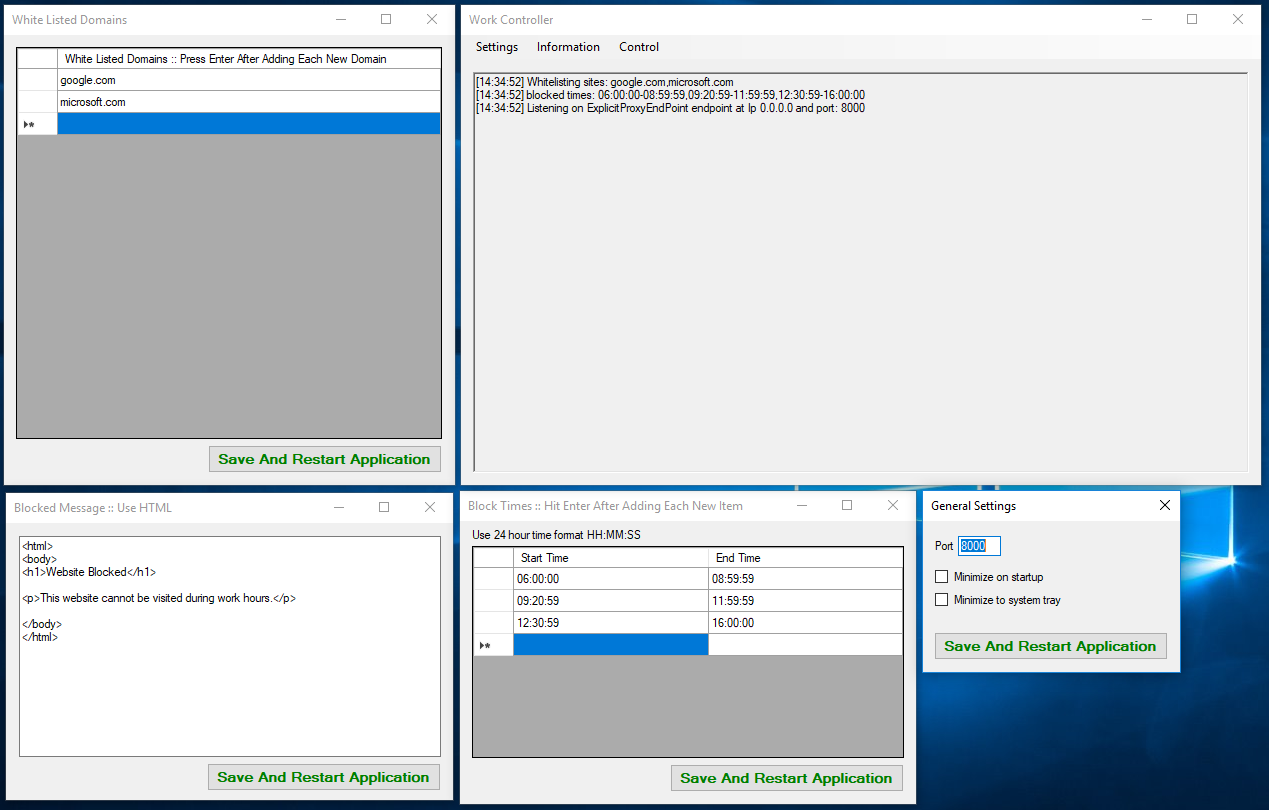 White Listed Domains
White Listed Domains :: Press Enter After Adding Each New Domain
google.com
microsoft.com
Save And Restart Application
Work Controller
Settings Information Control
[14:34:52] Whitelisting sites: google.com,microsoft.com
[14:34:52] blocked times: 06:00:00-08:59:59,09:20:59-11:59:59,12:30:59-16:00:00
[14:34:52] Listening on ExplicitProxyEndPoint endpoint at Ip 0.0.0.0 and port: 8000
Blocked Message :: Use HTML
<html>
<body>
<h1>Website Blocked</h1>
<p>This website cannot be visited during work hours.</p>
</body>
</html>
Save And Restart Application
Block Times :: Hit Enter After Adding Each New Item
Use 24 hour time format HH:MM:SS
Start Time End Time
06:00:00 08:59:59
09:20:59 11:59:59
12:30:59 16:00:00
Save And Restart Application
General Settings
Port 8000
Minimize on startup
Minimize to system tray
Save And Restart Application